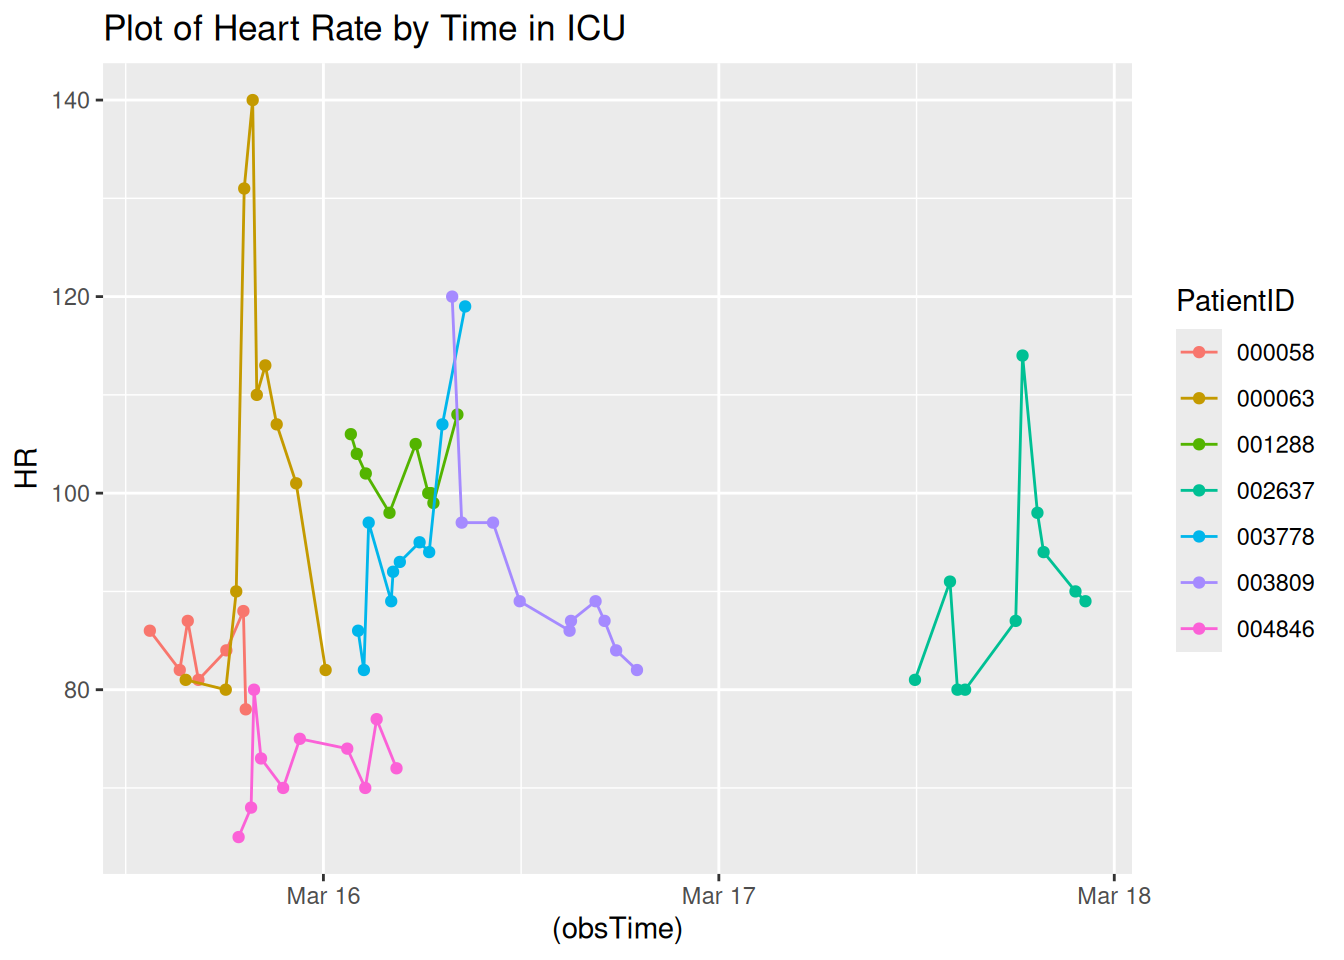 Plot of Heart Rate by Time in ICU
140
120
100
80
HR
Mar 16
Mar 17
Mar 18
(obsTime)
PatientID
000058
000063
001288
002637
003778
003809
004846